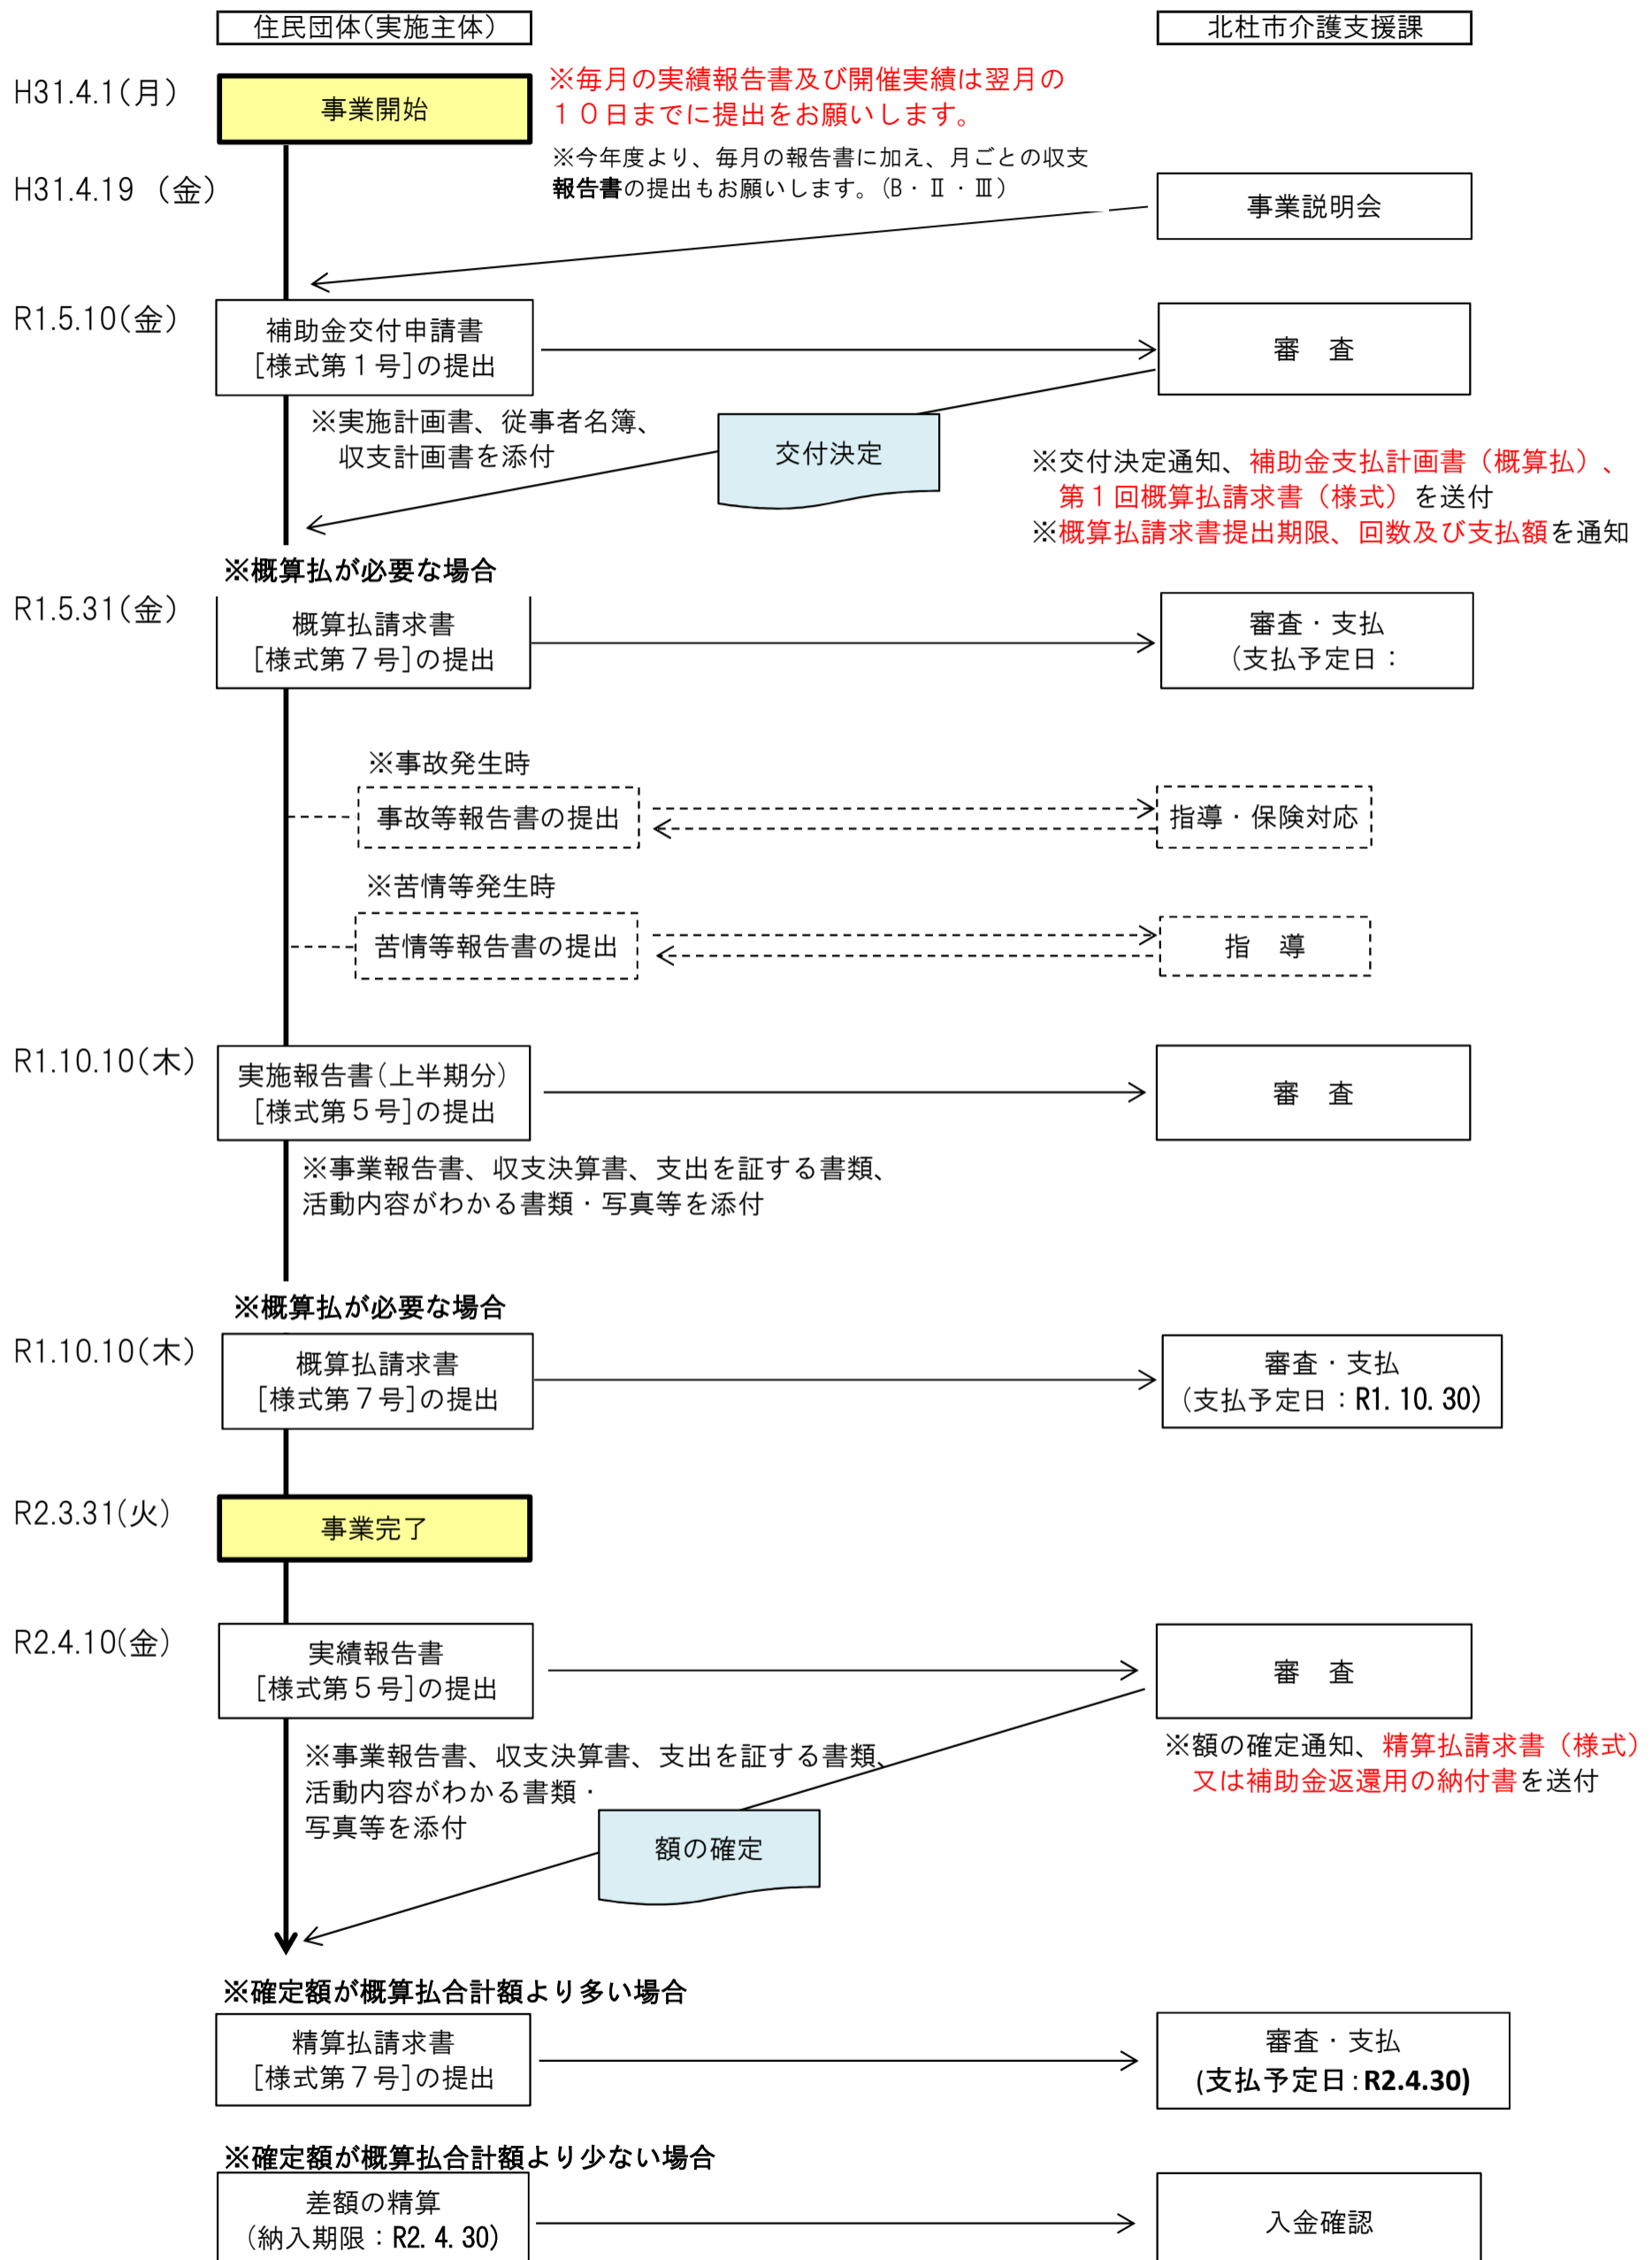 住民団体(実施主体)
北杜市介護支援課
H31.4.1(月)
事業開始
※毎月の実績報告書及び開催実績は翌月の
１０日までに提出をお願いします。
※今年度より、毎月の報告書に加え、月ごとの収支
報告書の提出もお願いします。(B・Ⅱ・Ⅲ)
H31.4.19 (金)
事業説明会
R1.5.10(金)
補助金交付申請書
[様式第１号]の提出
審　査
※実施計画書、従事者名簿、
収支計画書を添付
交付決定
※交付決定通知、補助金支払計画書（概算払）、
第１回概算払請求書（様式）を送付
※概算払請求書提出期限、回数及び支払額を通知
※概算払が必要な場合
R1.5.31(金)
概算払請求書
[様式第７号]の提出
審査・支払
(支払予定日：
※事故発生時
事故等報告書の提出
指導・保険対応
※苦情等発生時
苦情等報告書の提出
指　導
R1.10.10(木)
実施報告書(上半期分)
[様式第５号]の提出
審　査
※事業報告書、収支決算書、支出を証する書類、
活動内容がわかる書類・写真等を添付
※概算払が必要な場合
R1.10.10(木)
概算払請求書
[様式第７号]の提出
審査・支払
(支払予定日：R1.10.30)
R2.3.31(火)
事業完了
R2.4.10(金)
実績報告書
[様式第５号]の提出
審　査
※事業報告書、収支決算書、支出を証する書類、
活動内容がわかる書類・
写真等を添付
※額の確定通知、精算払請求書（様式）
又は補助金返還用の納付書を送付
額の確定
※確定額が概算払合計額より多い場合
精算払請求書
[様式第７号]の提出
審査・支払
(支払予定日：R2.4.30)
※確定額が概算払合計額より少ない場合
差額の精算
(納入期限：R2.4.30)
入金確認